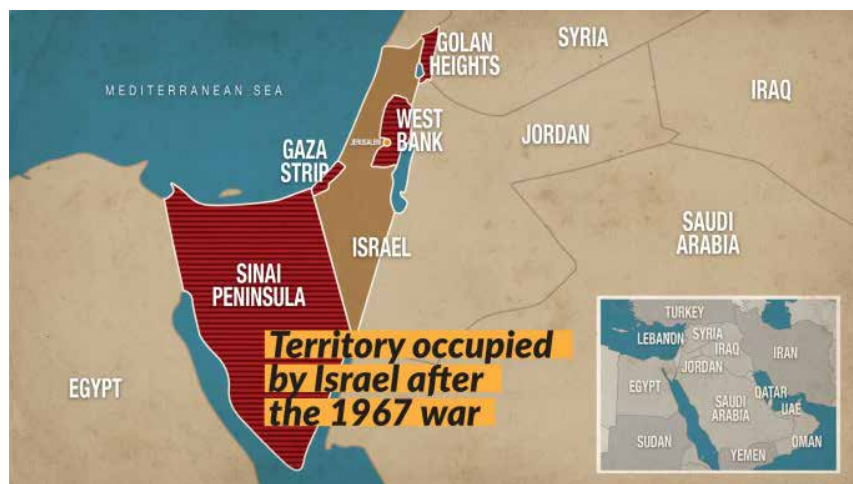 GOLAN
HEIGHTS
SYRIA
IRAQ
MEDITERRANEAN SEA
WEST
BANK
JERUSALEM
JORDAN
GAZA
STRIP
SAUDI
ARABIA
ISRAEL
SINAI
PENINSULA
EGYPT
Territory occupied
by Israel after
the 1967 war
TURKEY
LEBANON
SYRIA
IRAQ
IRAN
JORDAN
EGYPT
SAUDI
ARABIA
QATAR
UAE
SUDAN
YEMEN
OMAN